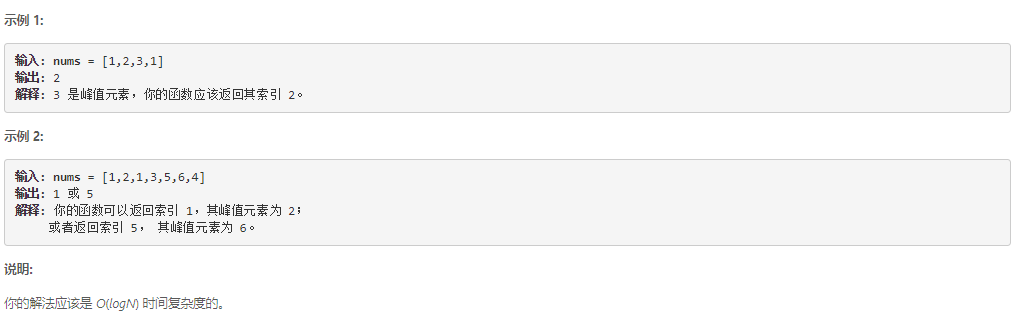 示例 1:
输入: nums = [1,2,3,1]
输出: 2
解释: 3 是峰值元素，你的函数应该返回其索引 2。
示例 2:
输入: nums = [1,2,1,3,5,6,4]
输出: 1 或 5
解释: 你的函数可以返回索引 1，其峰值元素为 2；
或者返回索引 5， 其峰值元素为 6。
说明:
你的解法应该是 O(logN) 时间复杂度的。